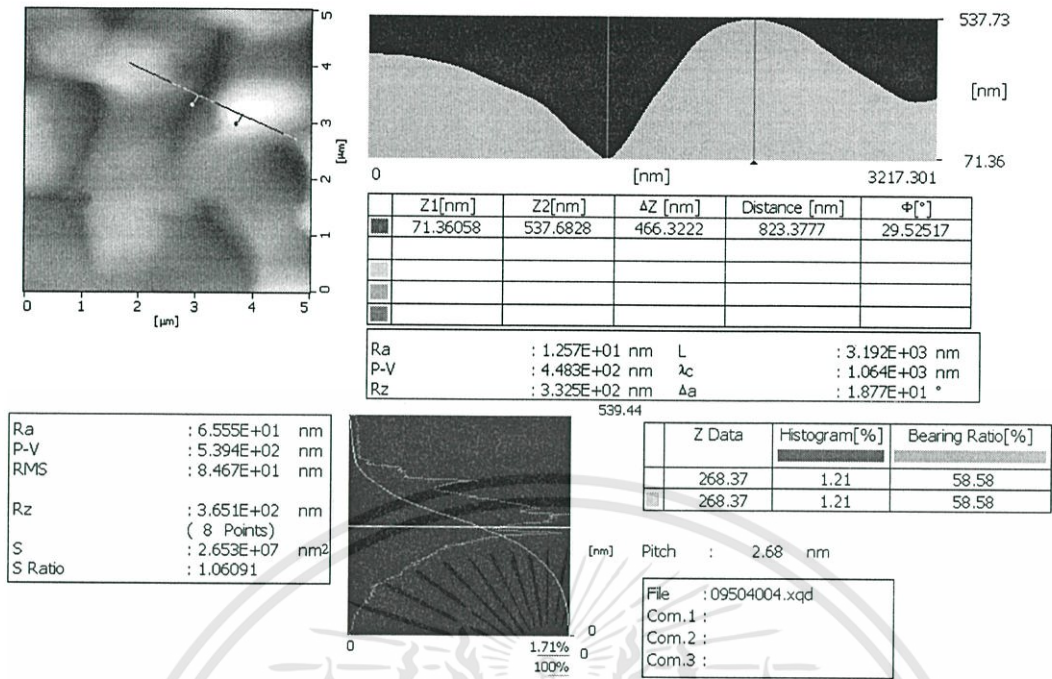 5
4
3
2
1
0
[µm]
0 1 2 3 4 5
[µm]
537.73
[nm]
71.36
0 [nm] 3217.301
Z1[nm] Z2[nm] ΔZ [nm] Distance [nm] Φ[°]
71.36058 537.6828 466.3222 823.3777 29.52517
Ra : 1.257E+01 nm L : 3.192E+03 nm
P-V : 4.483E+02 nm λc : 1.064E+03 nm
Rz : 3.325E+02 nm Δa : 1.877E+01 °
Ra : 6.555E+01 nm
P-V : 5.394E+02 nm
RMS : 8.467E+01 nm
Rz : 3.651E+02 nm
( 8 Points)
S : 2.653E+07 nm2
S Ratio : 1.06091
539.44
[nm]
0
0 1.71% 0
100%
Z Data Histogram[%] Bearing Ratio[%]
268.37 1.21 58.58
268.37 1.21 58.58
Pitch : 2.68 nm
File : 09504004.xqd
Com.1 :
Com.2 :
Com.3 :